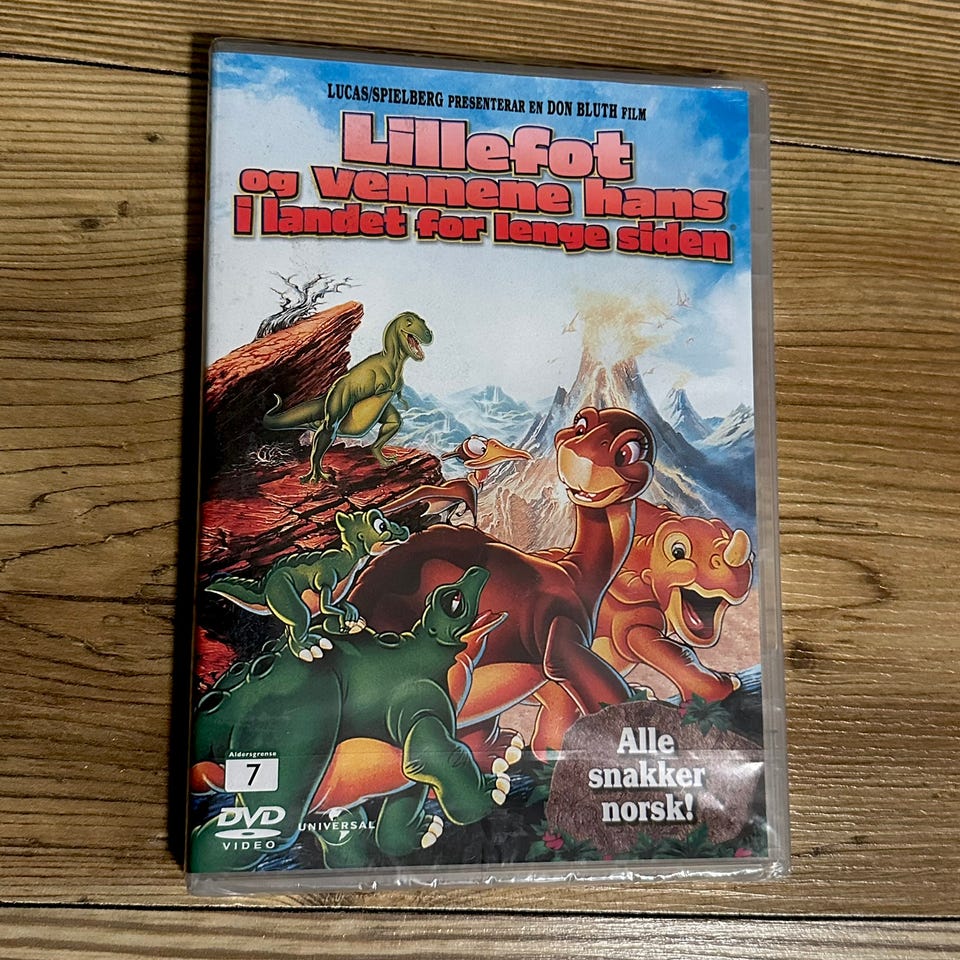 LUCAS/SPIELBERG PRESENTERAR EN DON BLUTH FILM
Lillefot
og vennene hans
i landet for lenge siden
Aldersgrense
7
DVD
VIDEO
UNIVERSAL
Alle
snakker
norsk!